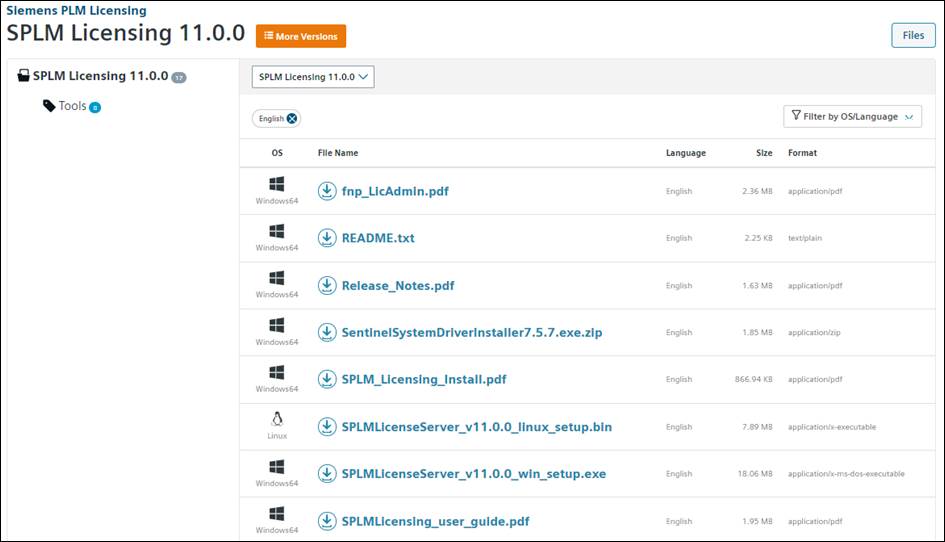 Siemens PLM Licensing
SPLM Licensing 11.0.0 More Versions Files
SPLM Licensing 11.0.0 17
Tools 0
SPLM Licensing 11.0.0
English
Filter by OS/Language
OS File Name Language Size Format
Windows64 fnp_LicAdmin.pdf English 2.36 MB application/pdf
Windows64 README.txt English 2.25 KB text/plain
Windows64 Release_Notes.pdf English 1.63 MB application/pdf
Windows64 SentinelSystemDriverInstaller7.5.7.exe.zip English 1.85 MB application/zip
Windows64 SPLM_Licensing_Install.pdf English 866.94 KB application/pdf
Linux SPLMLicenseServer_v11.0.0_linux_setup.bin English 7.89 MB application/x-executable
Windows64 SPLMLicenseServer_v11.0.0_win_setup.exe English 18.06 MB application/x-ms-dos-executable
Windows64 SPLMLicensing_user_guide.pdf English 1.95 MB application/pdf